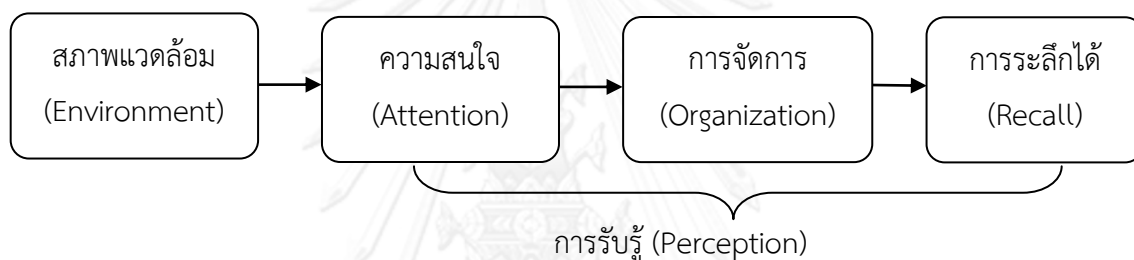 สภาพแวดล้อม
(Environment)
ความสนใจ
(Attention)
การจัดการ
(Organization)
การระลึกได้
(Recall)
การรับรู้ (Perception)